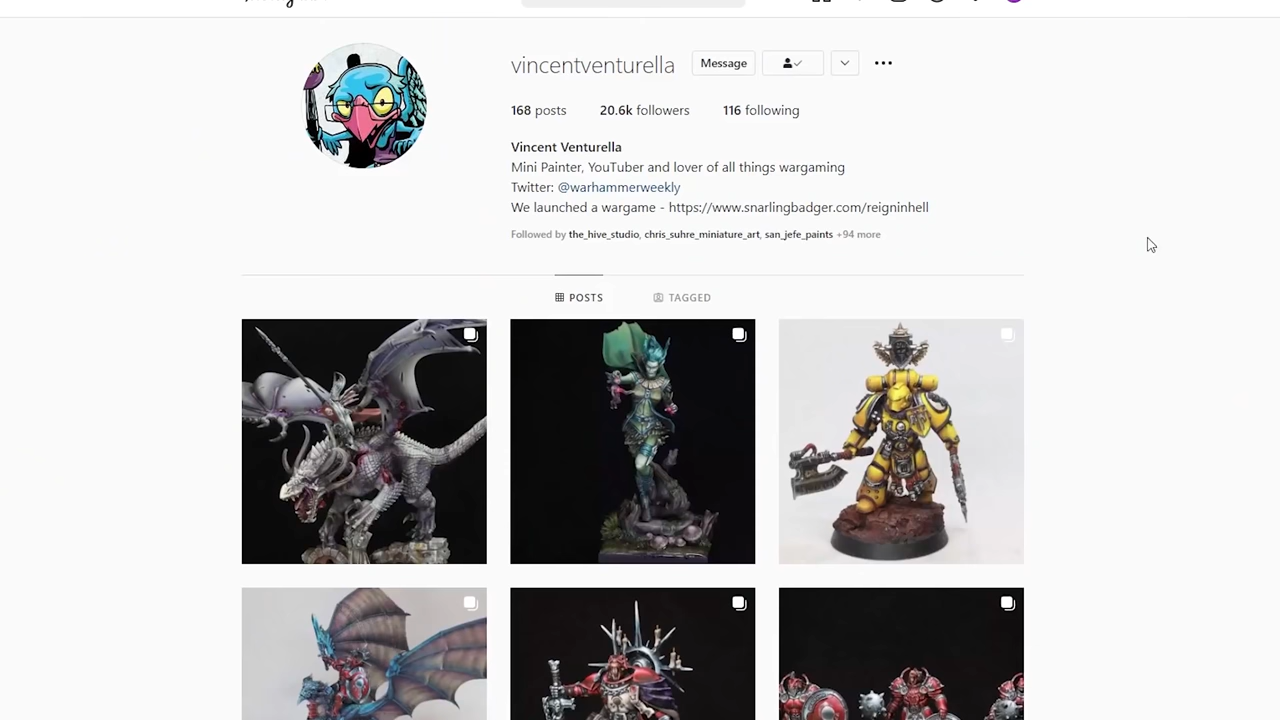 vincentventurella Message
168 posts 20.6k followers 116 following
Vincent Venturella
Mini Painter, YouTuber and lover of all things wargaming
Twitter: @warhammerweekly
We launched a wargame - https://www.snarlingbadger.com/reigninhell
Followed by the_hive_studio, chris_suhre_miniature_art, san_jefe_paints +94 more
POSTS TAGGED